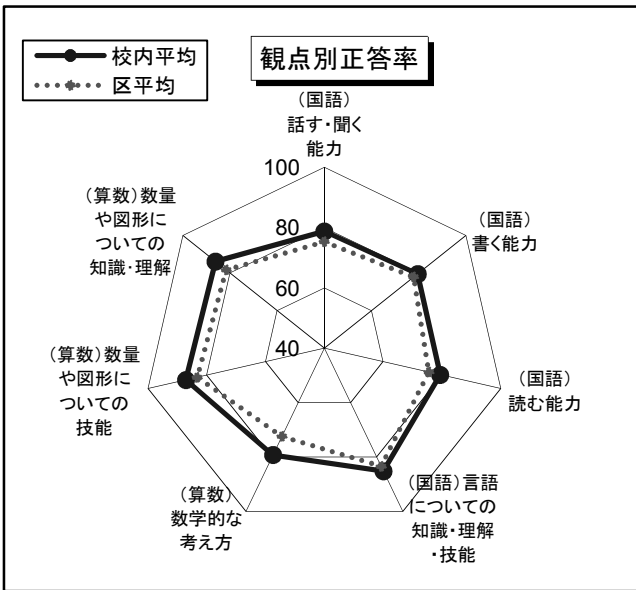 校内平均
区平均
観点別正答率
(国語)
話す・聞く
能力
(国語)
書く能力
(国語)
読む能力
(国語)言語
についての
知識・理解
・技能
(算数)
数学的な
考え方
(算数)数量
や図形に
ついての
技能
(算数)数量
や図形に
ついての
知識・理解
100
80
60
40